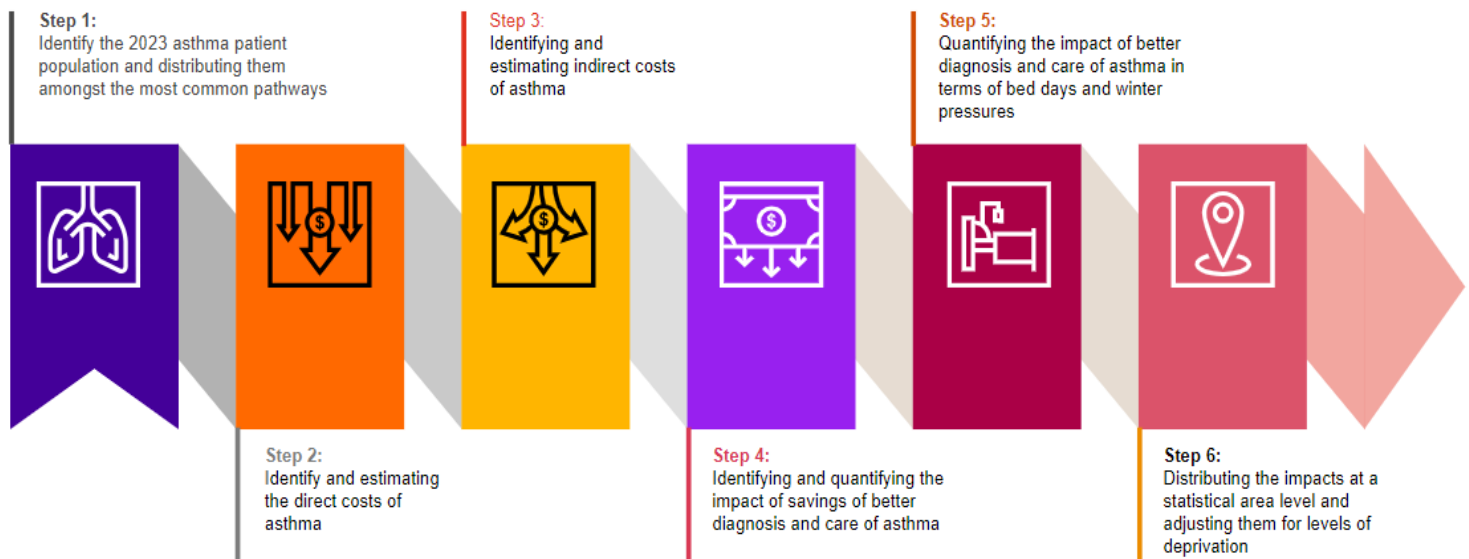 Step 1:
Identify the 2023 asthma patient
population and distributing them
amongst the most common pathways
Step 2:
Identify and estimating
the direct costs of
asthma
Step 3:
Identifying and
estimating indirect costs
of asthma
Step 4:
Identifying and quantifying the
impact of savings of better
diagnosis and care of asthma
Step 5:
Quantifying the impact of better
diagnosis and care of asthma in
terms of bed days and winter
pressures
Step 6:
Distributing the impacts at a
statistical area level and
adjusting them for levels of
deprivation
$
$
$